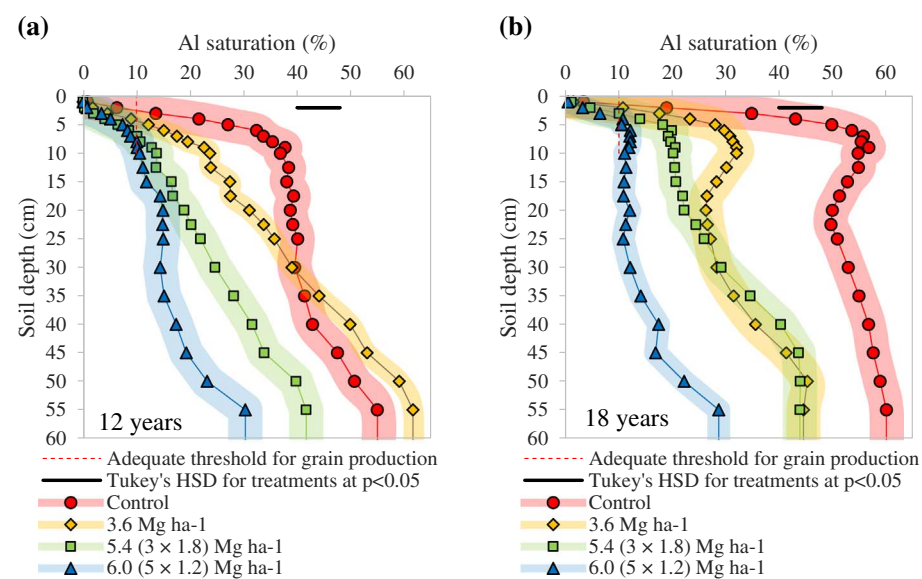 (a)
Al saturation (%)
0 10 20 30 40 50 60
0
5
10
15
20
25
30
35
40
45
50
55
60
Soil depth (cm)
12 years
Adequate threshold for grain production
Tukey's HSD for treatments at p<0.05
Control
3.6 Mg ha-1
5.4 (3 × 1.8) Mg ha-1
6.0 (5 × 1.2) Mg ha-1
(b)
Al saturation (%)
0 10 20 30 40 50 60
0
5
10
15
20
25
30
35
40
45
50
55
60
Soil depth (cm)
18 years
Adequate threshold for grain production
Tukey's HSD for treatments at p<0.05
Control
3.6 Mg ha-1
5.4 (3 × 1.8) Mg ha-1
6.0 (5 × 1.2) Mg ha-1